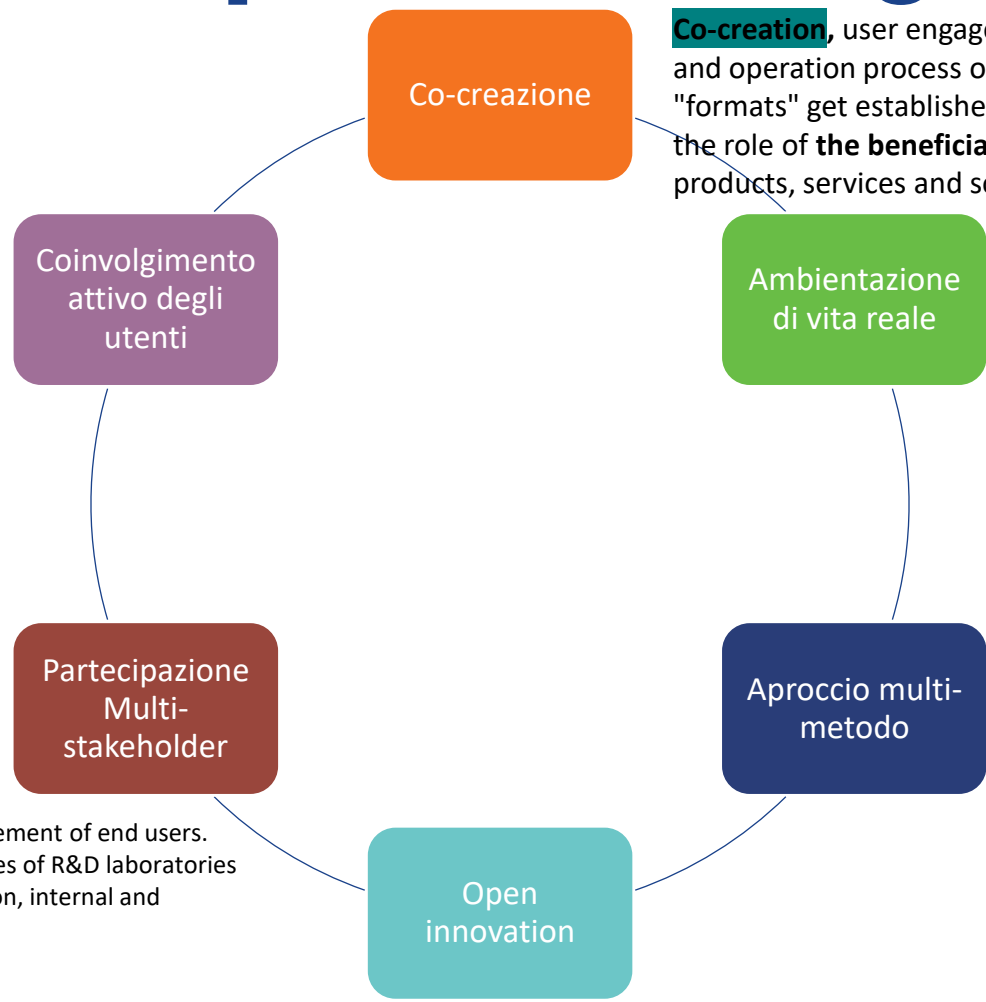 Co-creazione
Co-creation, user engage
and operation process o
"formats" get establishe
the role of the beneficia
products, services and s
Coinvolgimento
attivo degli
utenti
Ambientazione
di vita reale
Partecipazione
Multi-
stakeholder
Aproccio multi-
metodo
ement of end users.
es of R&D laboratories
on, internal and
Open
innovation